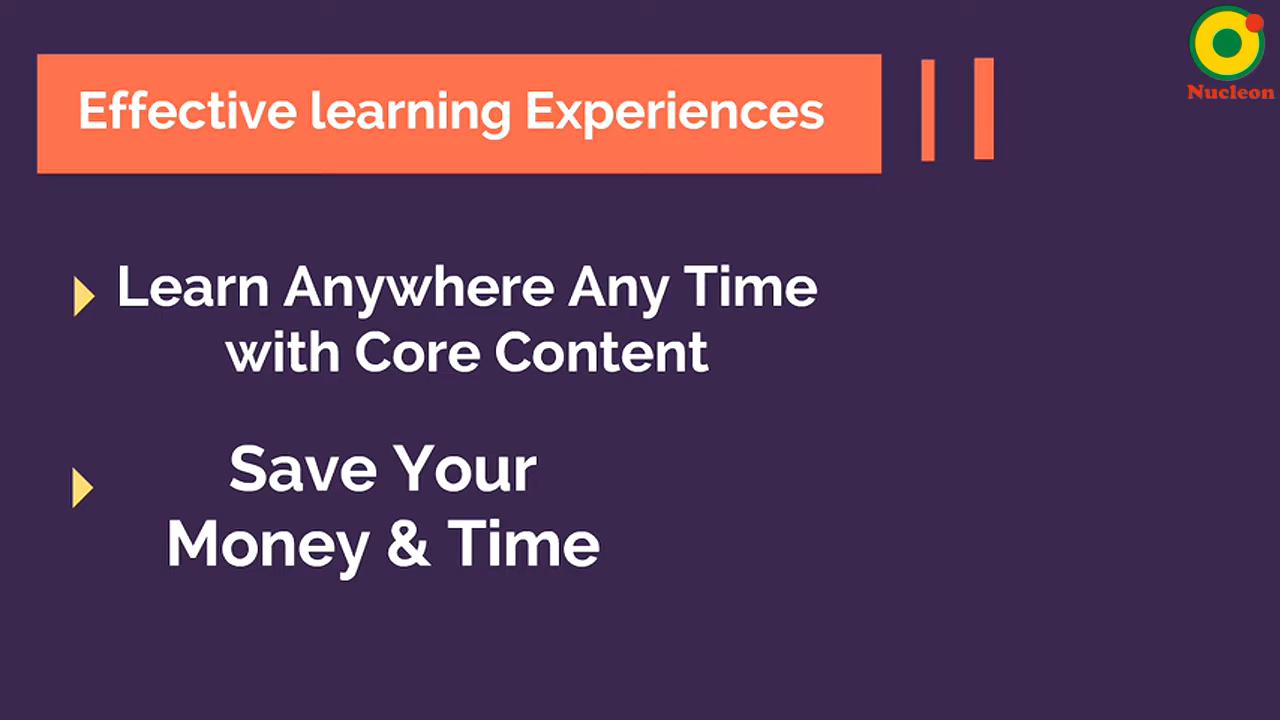 Effective learning Experiences
Nucleon
Learn Anywhere Any Time
with Core Content
Save Your
Money & Time